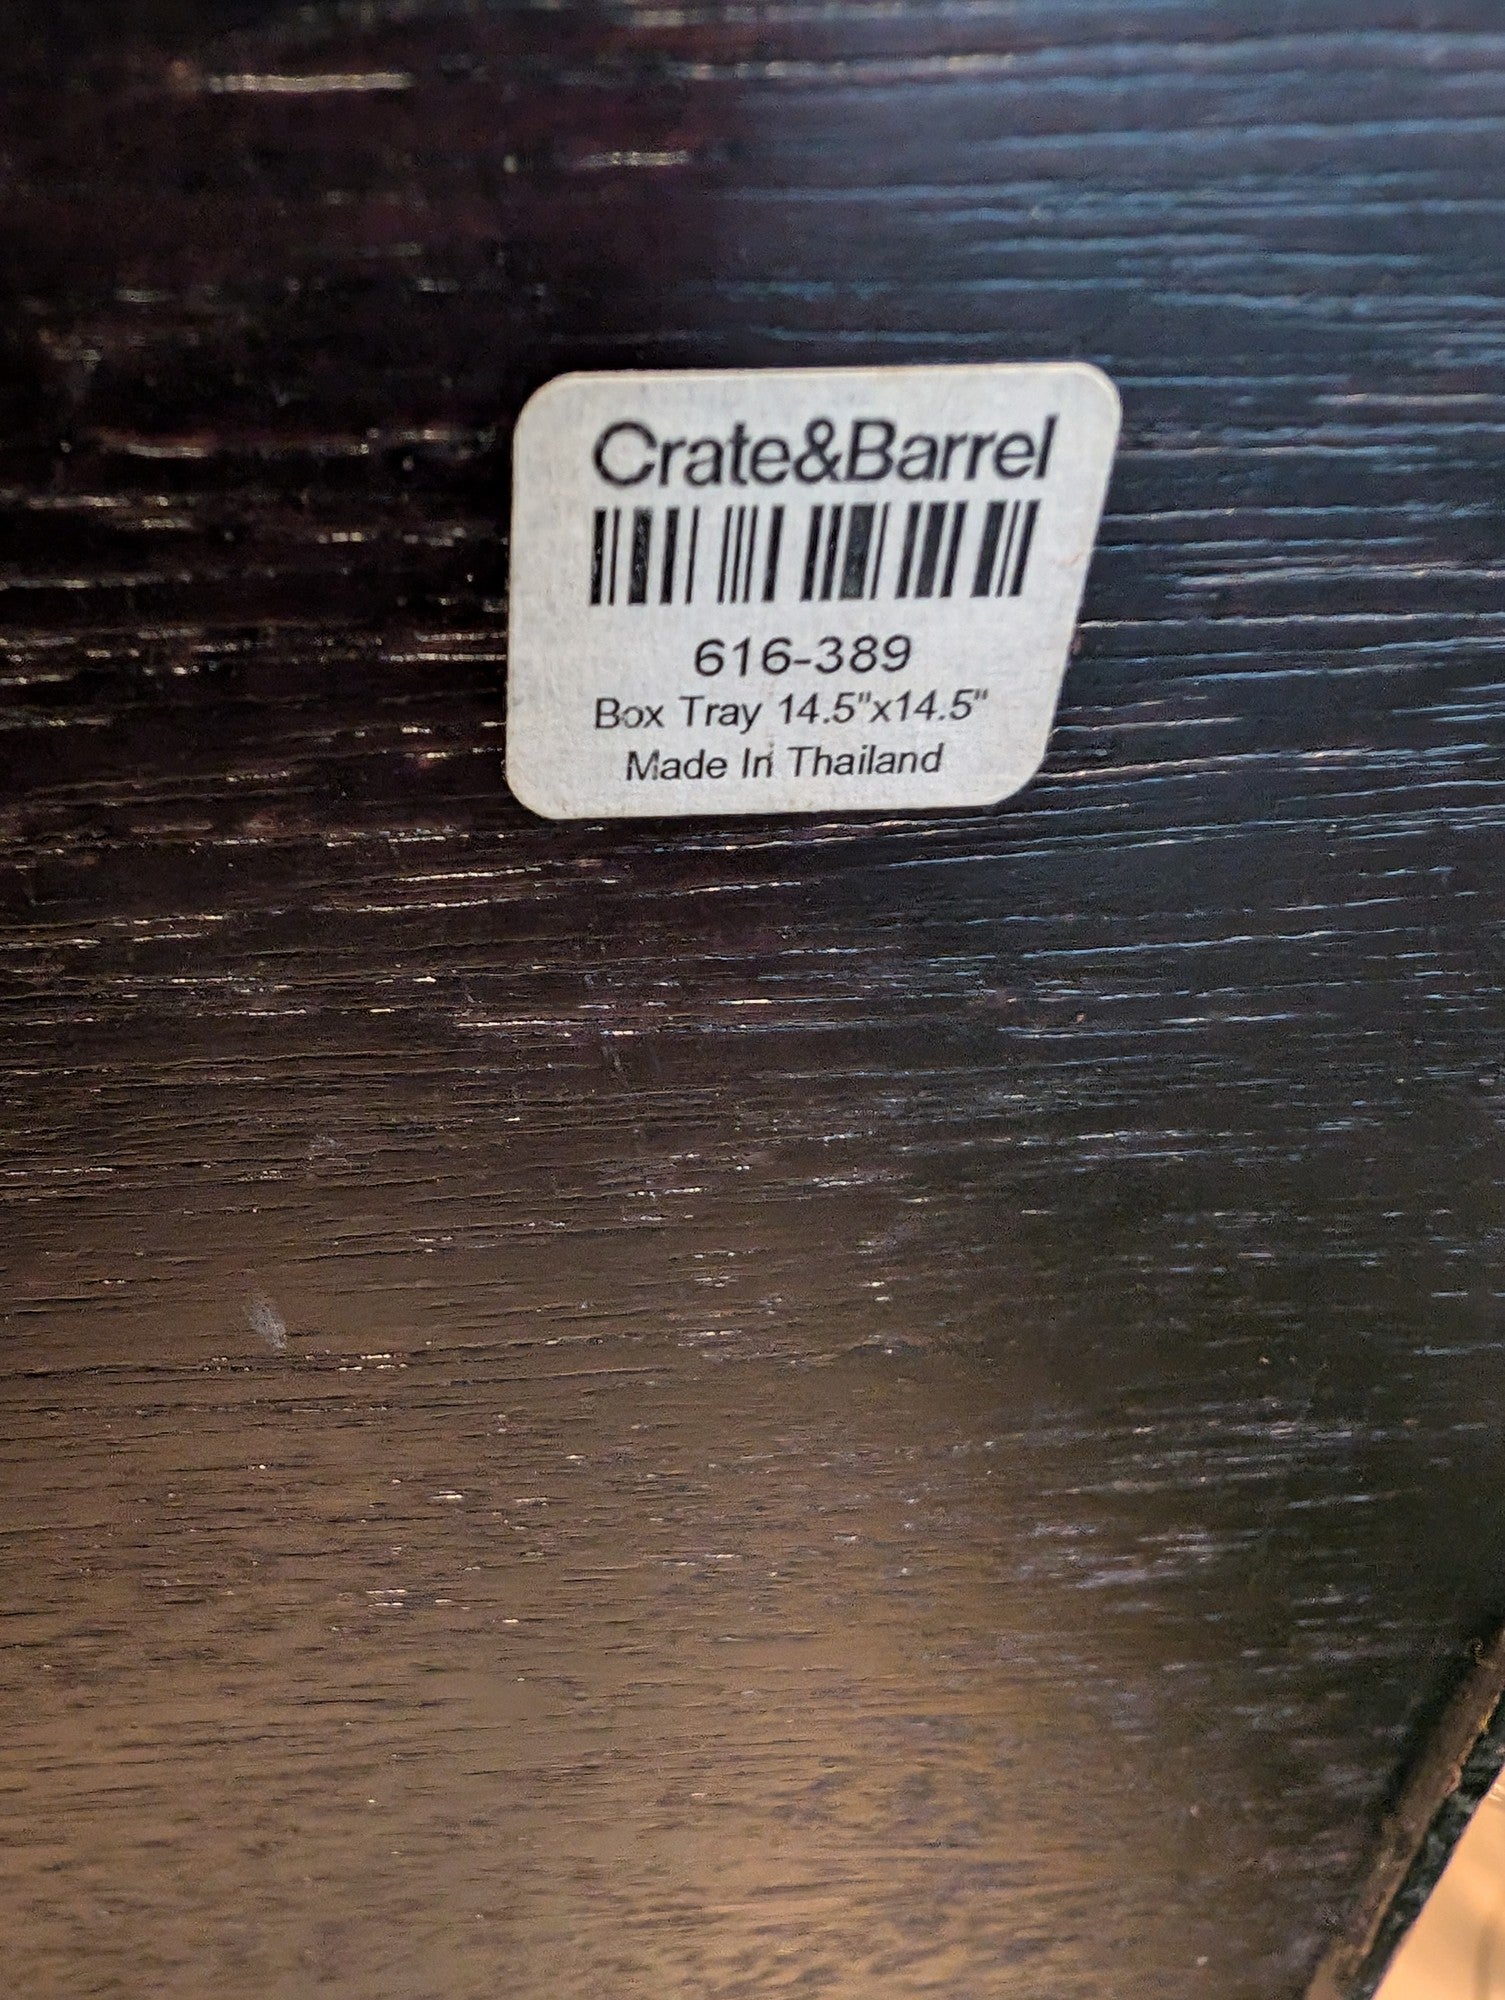 Crate&Barrel
616-389
Box Tray 14.5"x14.5"
Made In Thailand